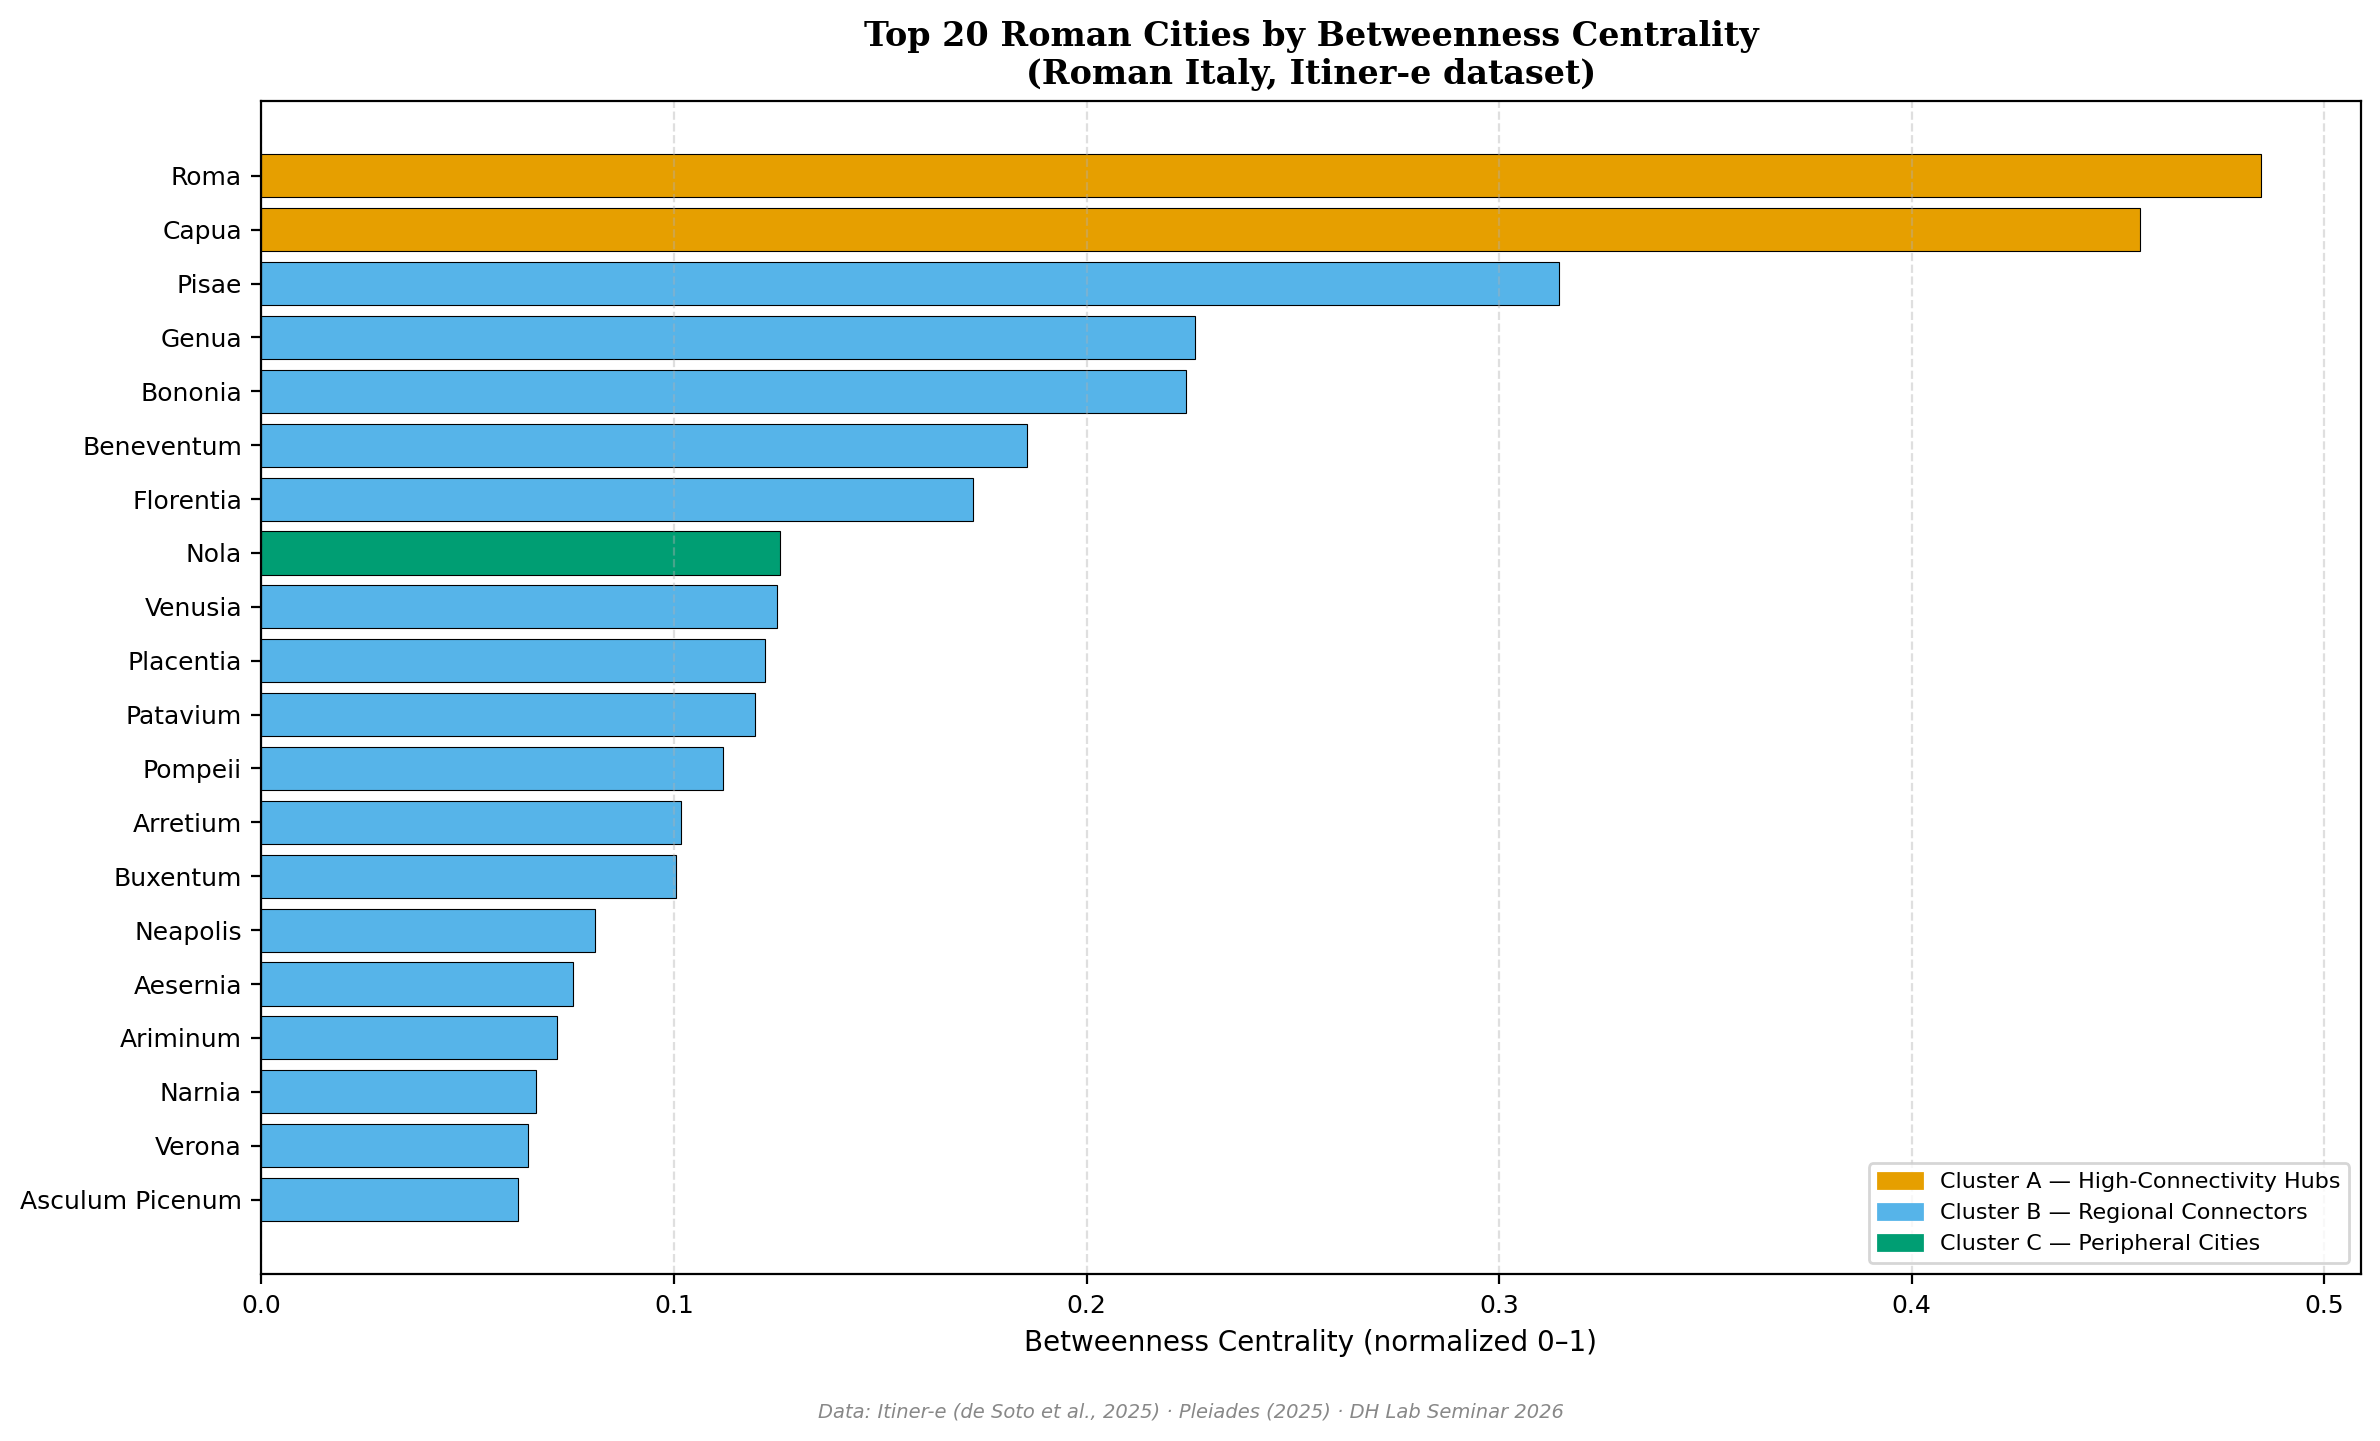 Top 20 Roman Cities by Betweenness Centrality
(Roman Italy, Itiner-e dataset)
Roma
Capua
Pisae
Genua
Bononia
Beneventum
Florentia
Nola
Venusia
Placentia
Patavium
Pompeii
Arretium
Buxentum
Neapolis
Aesernia
Ariminum
Narnia
Verona
Asculum Picenum
Cluster A — High-Connectivity Hubs
Cluster B — Regional Connectors
Cluster C — Peripheral Cities
0.0 0.1 0.2 0.3 0.4 0.5
Betweenness Centrality (normalized 0–1)
Data: Itiner-e (de Soto et al., 2025) · Pleiades (2025) · DH Lab Seminar 2026